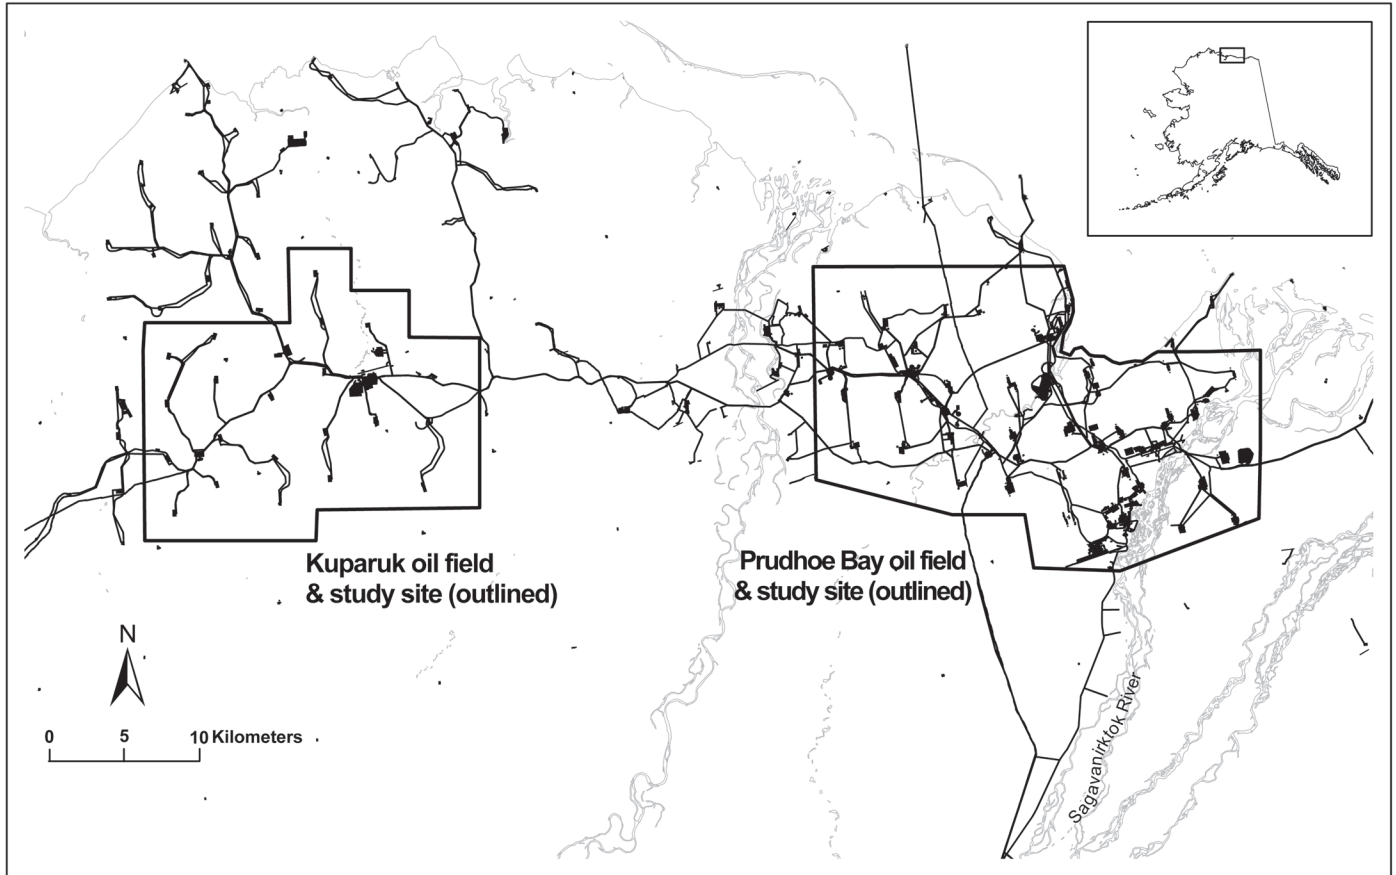 Kuparuk oil field
& study site (outlined)
Prudhoe Bay oil field
& study site (outlined)
N
0 5 10 Kilometers
Sagavanirktok River